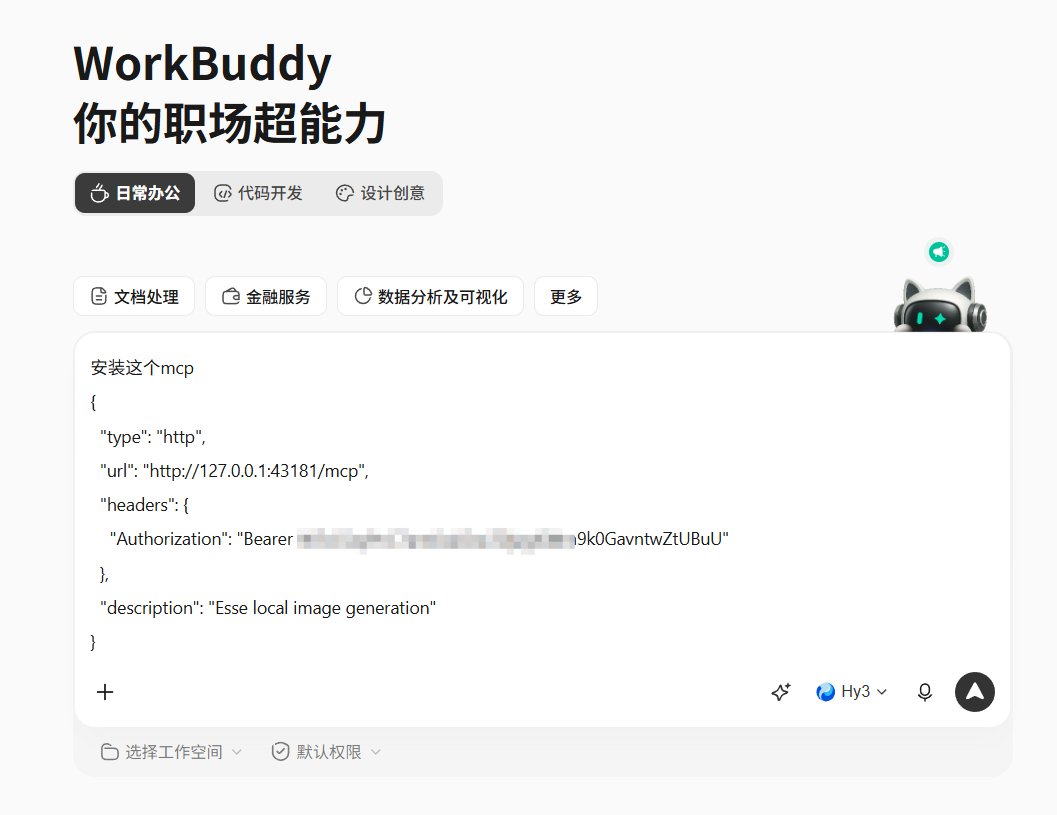 WorkBuddy
你的职场超能力
日常办公 代码开发 设计创意
文档处理 金融服务 数据分析及可视化 更多
安装这个mcp
{
"type": "http",
"url": "http://127.0.0.1:43181/mcp",
"headers": {
"Authorization": "Bearer 9k0GavntwZtUBuU"
},
"description": "Esse local image generation"
}
Hy3
选择工作空间 默认权限